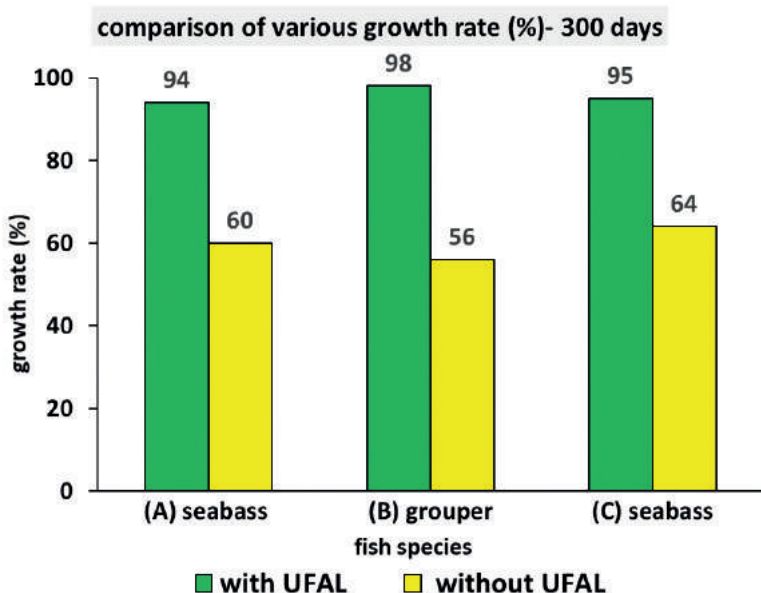 comparison of various growth rate (%)- 300 days
growth rate (%)
100
80
60
40
20
0
94
60
98
56
95
64
(A) seabass
(B) grouper
(C) seabass
fish species
with UFAL
without UFAL